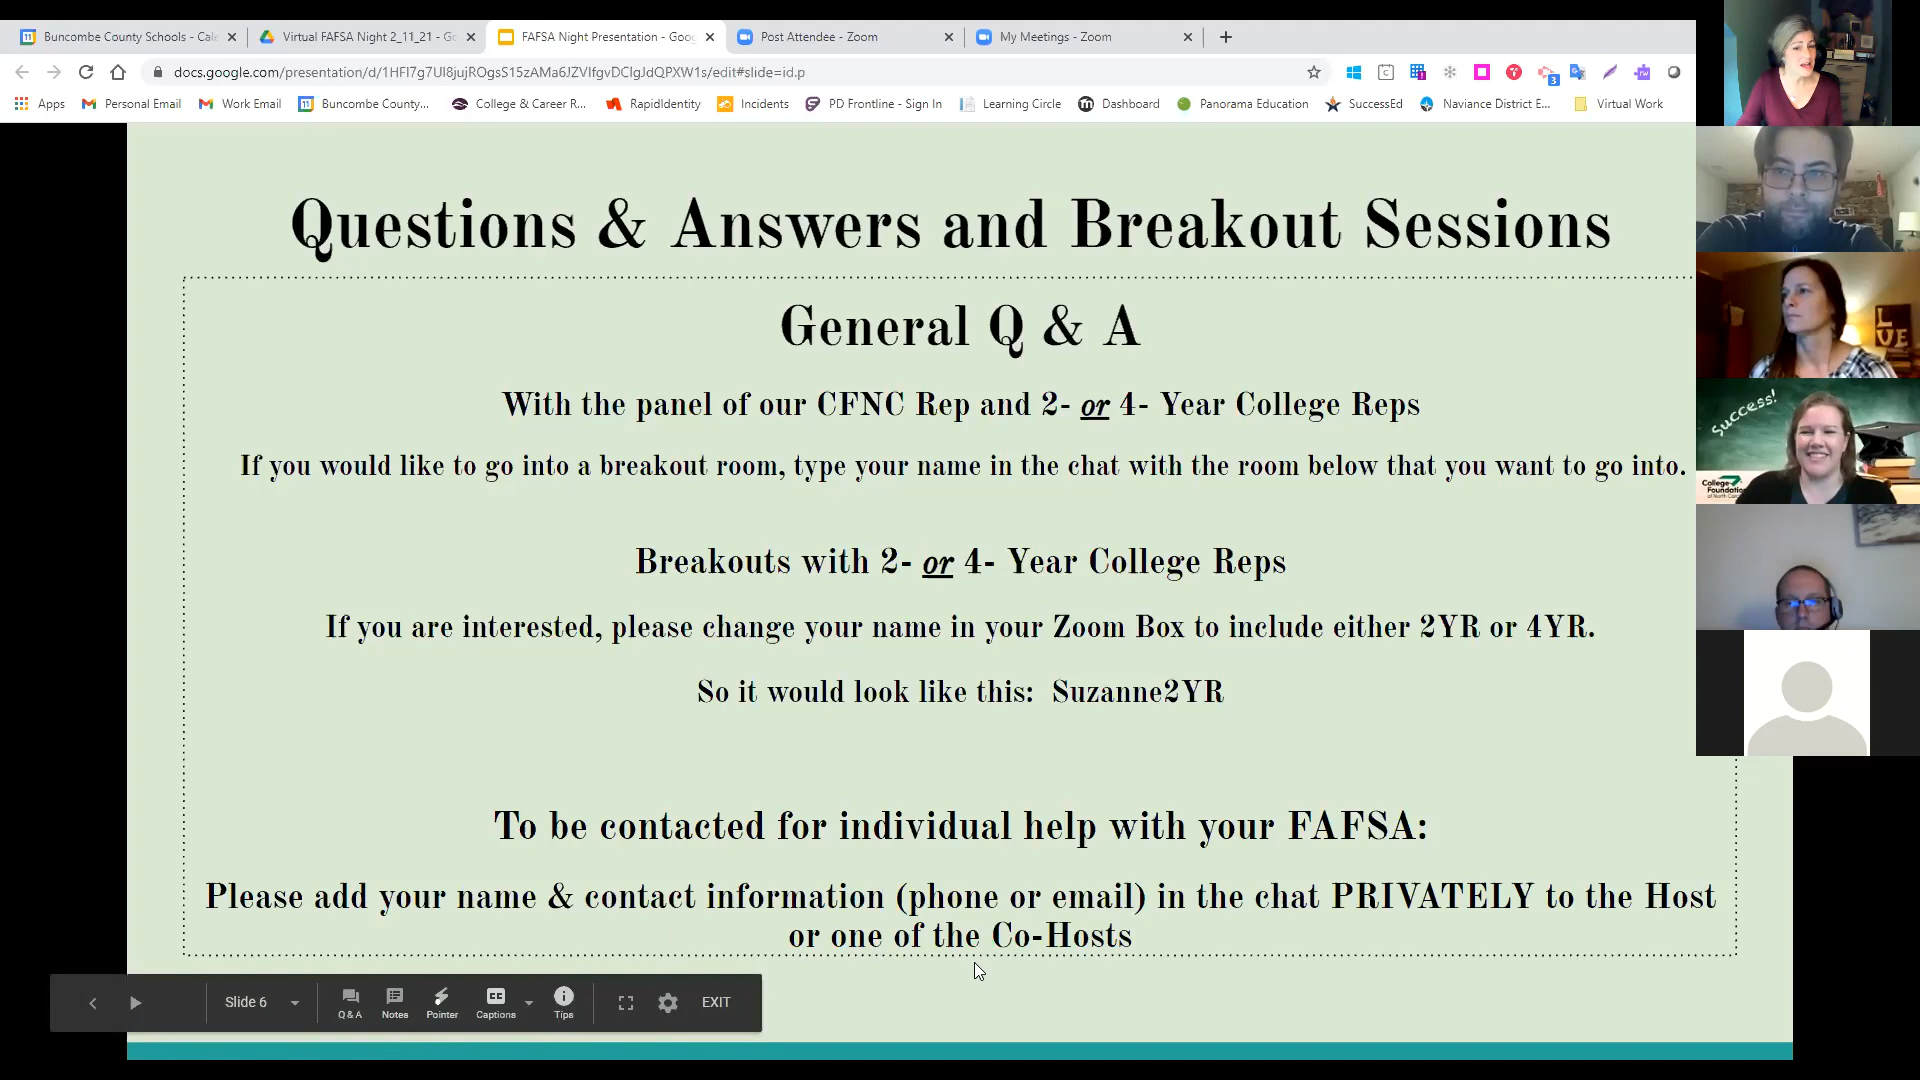 Buncombe County Schools - Cale
Virtual FAFSA Night 2_11_21 - Go
FAFSA Night Presentation - Goog
Post Attendee - Zoom
My Meetings - Zoom
docs.google.com/presentation/d/1HFI7g7UI8jujROgsS15zAMa6JZVIfgvDClgJdQPXW1s/edit#slide=id.p
Apps
Personal Email
Work Email
Buncombe County...
College & Career R...
RapidIdentity
Incidents
PD Frontline - Sign In
Learning Circle
Dashboard
Panorama Education
SuccessEd
Naviance District E...
Virtual Work
Questions & Answers and Breakout Sessions
General Q & A
With the panel of our CFNC Rep and 2- or 4- Year College Reps
If you would like to go into a breakout room, type your name in the chat with the room below that you want to go into.
Breakouts with 2- or 4- Year College Reps
If you are interested, please change your name in your Zoom Box to include either 2YR or 4YR.
So it would look like this: Suzanne2YR
To be contacted for individual help with your FAFSA:
Please add your name & contact information (phone or email) in the chat PRIVATELY to the Host
or one of the Co-Hosts
Slide 6
Q & A
Notes
Pointer
Captions
Tips
EXIT
L
VE
Success!
College
Foundation